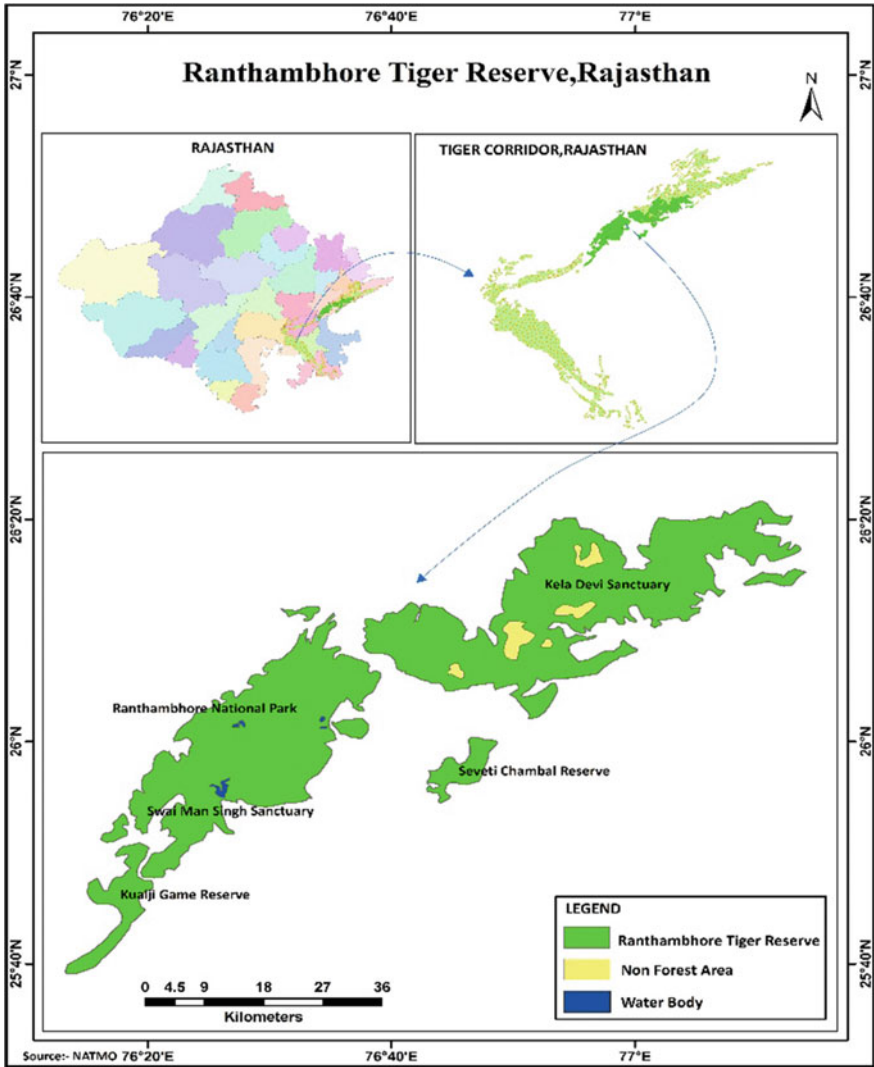 76°20'E 76°40'E 77°E
Ranthambhore Tiger Reserve,Rajasthan
N
RAJASTHAN
TIGER CORRIDOR,RAJASTHAN
27°N
26°40'N
26°20'N
26°N
25°40'N
27°N
26°40'N
26°20'N
26°N
25°40'N
Kela Devi Sanctuary
Ranthambhore National Park
Seveti Chambal Reserve
Swai Man Singh Sanctuary
Kualji Game Reserve
LEGEND
Ranthambhore Tiger Reserve
Non Forest Area
Water Body
0 4.5 9 18 27 36
Kilometers
Source:- NATMO 76°20'E 76°40'E 77°E